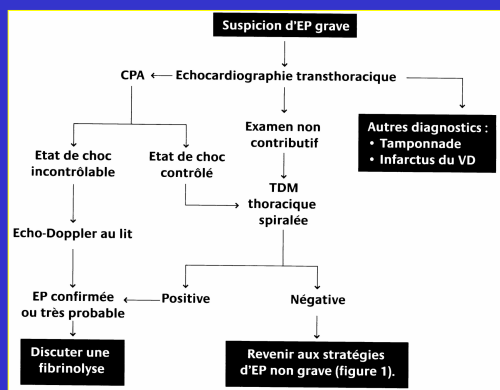 Suspicion d'EP grave
CPA
Echocardiographie transthoracique
Examen non
contributif
Autres diagnostics :
• Tamponnade
• Infarctus du VD
Etat de choc
incontrôlable
Etat de choc
contrôlé
TDM
thoracique
spiralée
Echo-Doppler au lit
EP confirmée
ou très probable
Positive
Négative
Discuter une
fibrinolyse
Revenir aux stratégies
d'EP non grave (figure 1).